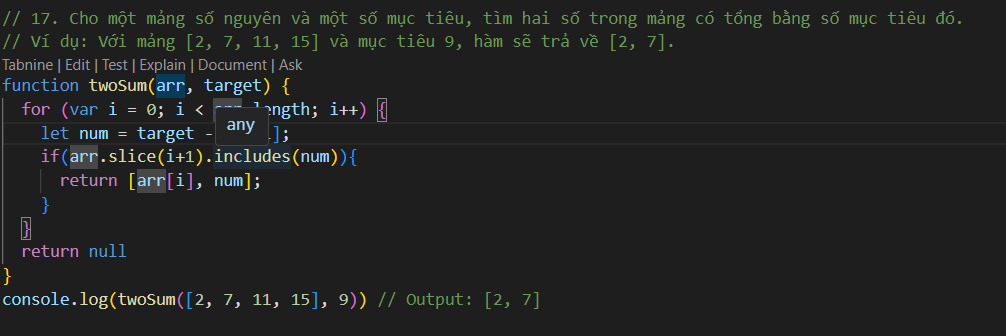 // 17. Cho một mảng số nguyên và một số mục tiêu, tìm hai số trong mảng có tổng bằng số mục tiêu đó.
// Ví dụ: Với mảng [2, 7, 11, 15] và mục tiêu 9, hàm sẽ trả về [2, 7].
Tabnine | Edit | Test | Explain | Document | Ask
function twoSum(arr, target) {
for (var i = 0; i < arr.length; i++) {
any
let num = target - ];
if(arr.slice(i+1).includes(num)){
return [arr[i], num];
}
}
return null
}
console.log(twoSum([2, 7, 11, 15], 9)) // Output: [2, 7]